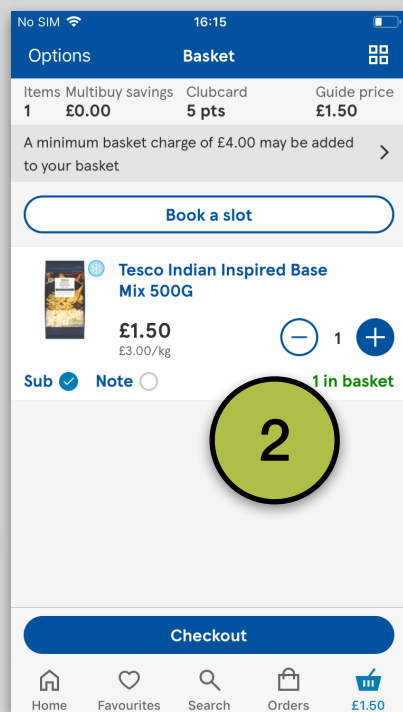 No SIM 16:15
Options Basket
Items Multibuy savings Clubcard Guide price
1 £0.00 5 pts £1.50
A minimum basket charge of £4.00 may be added
to your basket
Book a slot
Tesco Indian Inspired Base
Mix 500G
£1.50
£3.00/kg
1
Sub Note 1 in basket
2
Checkout
Home Favourites Search Orders £1.50